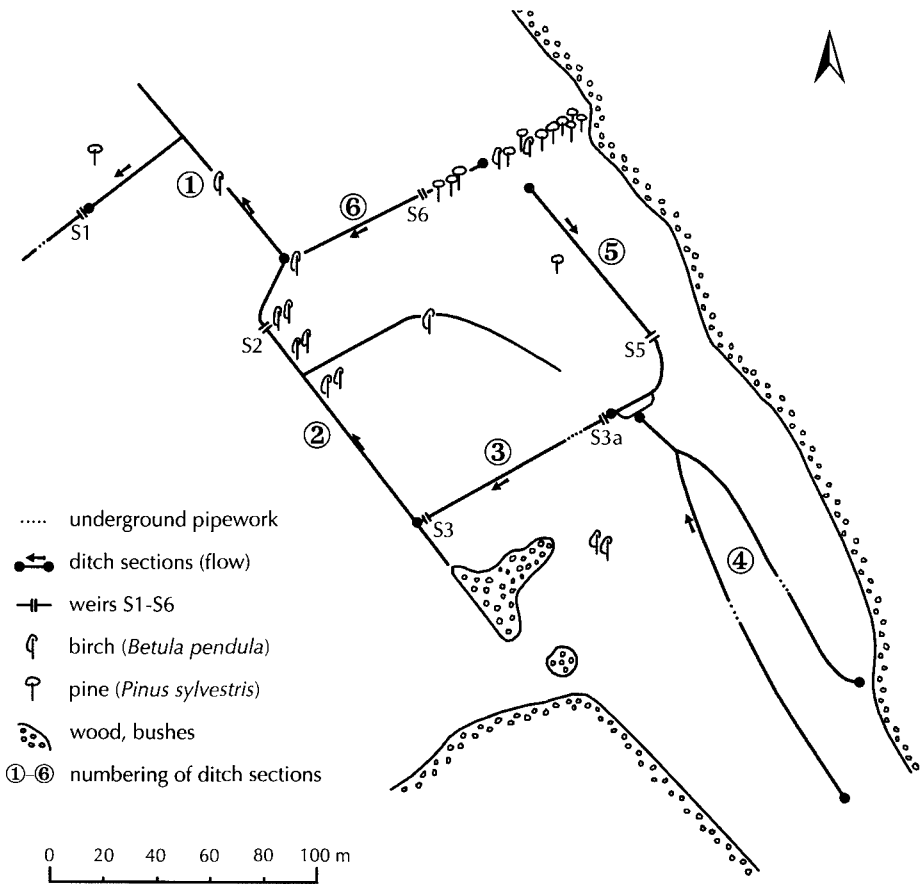 ①
S1
⑥
S6
⑤
S2
S5
②
③
S3a
S3
④
underground pipework
ditch sections (flow)
weirs S1-S6
birch (Betula pendula)
pine (Pinus sylvestris)
wood, bushes
①–⑥ numbering of ditch sections
0 20 40 60 80 100 m